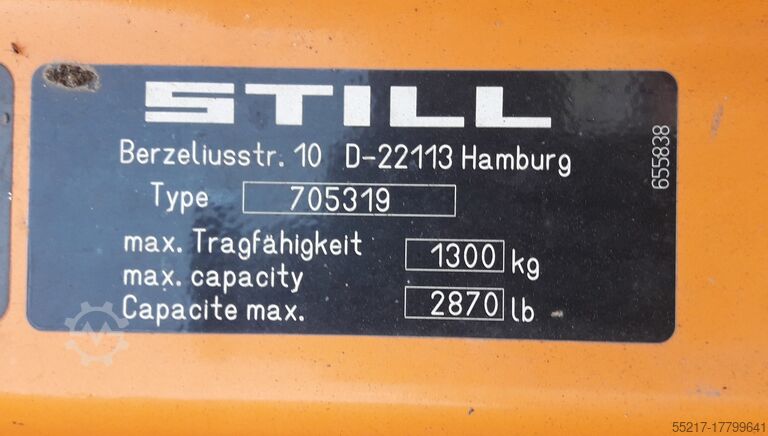 STILL
Berzeliusstr. 10 D-22113 Hamburg
Type 705319
max. Tragfähigkeit 1300 kg
max. capacity
Capacite max. 2870 lb
655838
55217-17799641